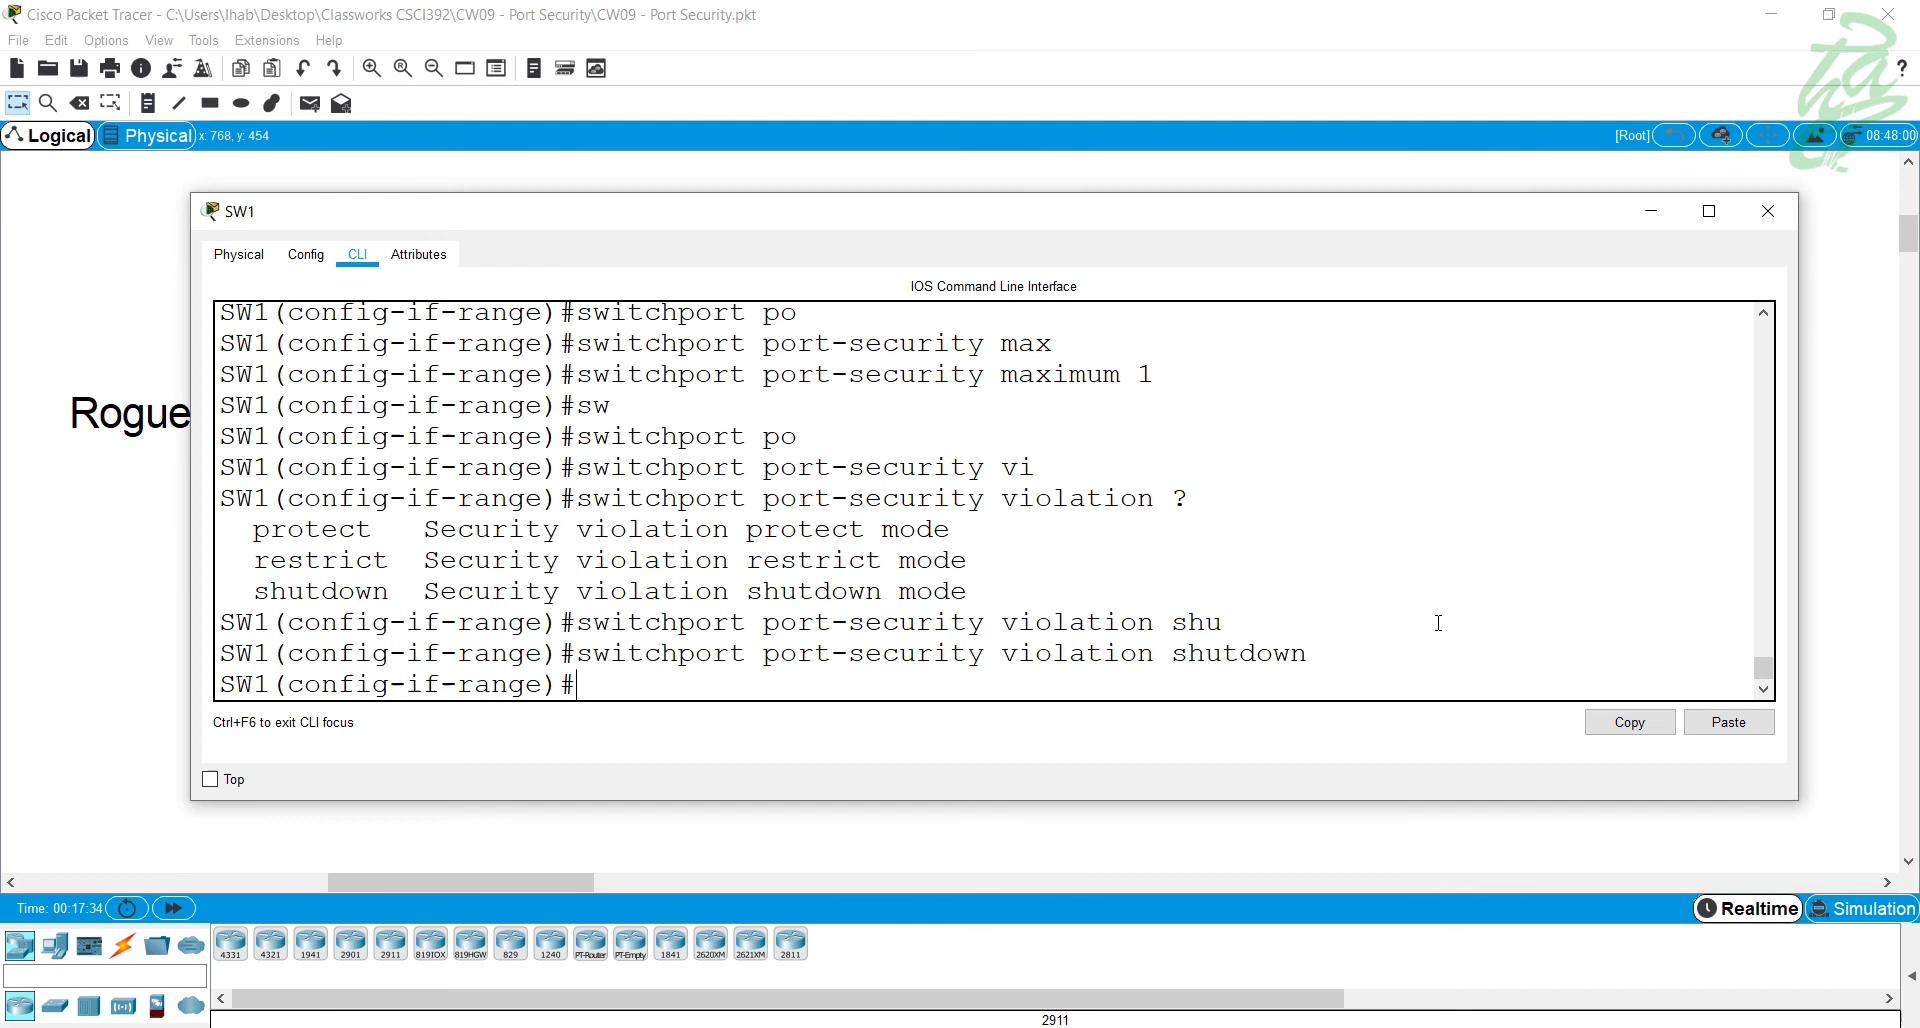 Cisco Packet Tracer - C:\Users\Ihab\Desktop\Classworks CSCI392\CW09 - Port Security\CW09 - Port Security.pkt
File Edit Options View Tools Extensions Help
?
Logical Physical x: 768, y: 454 [Root] 08:48:00
SW1
Physical Config CLI Attributes
IOS Command Line Interface
Rogue
SW1(config-if-range)#switchport po
SW1(config-if-range)#switchport port-security max
SW1(config-if-range)#switchport port-security maximum 1
SW1(config-if-range)#sw
SW1(config-if-range)#switchport po
SW1(config-if-range)#switchport port-security vi
SW1(config-if-range)#switchport port-security violation ?
protect Security violation protect mode
restrict Security violation restrict mode
shutdown Security violation shutdown mode
SW1(config-if-range)#switchport port-security violation shu
SW1(config-if-range)#switchport port-security violation shutdown
SW1(config-if-range)#
Ctrl+F6 to exit CLI focus Copy Paste
Top
Time: 00:17:34 Realtime Simulation
4331 4321 1941 2901 2911 819IOX 819HGW 829 1240 PT-Router PT-Empty 1841 2620XM 2621XM 2811
2911